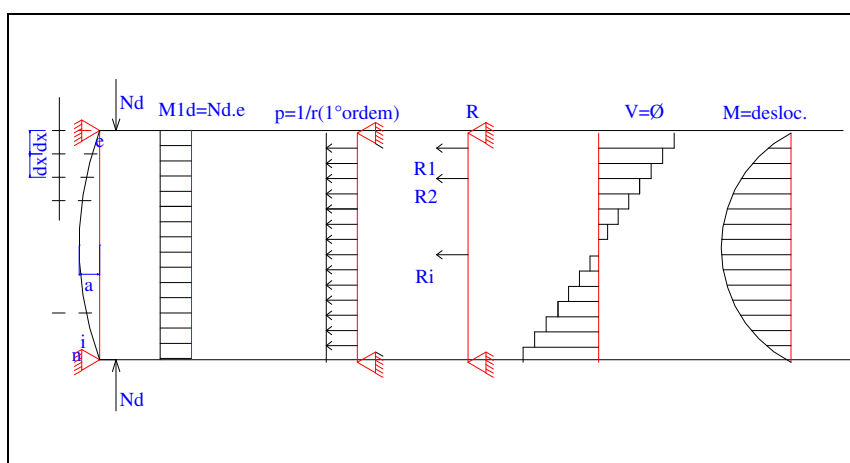 Nd
M1d=Nd.e
p=1/r(1°ordem)
R
V=Ø
M=desloc.
e
dx
dx
R1
R2
Ri
a
i
n
Nd